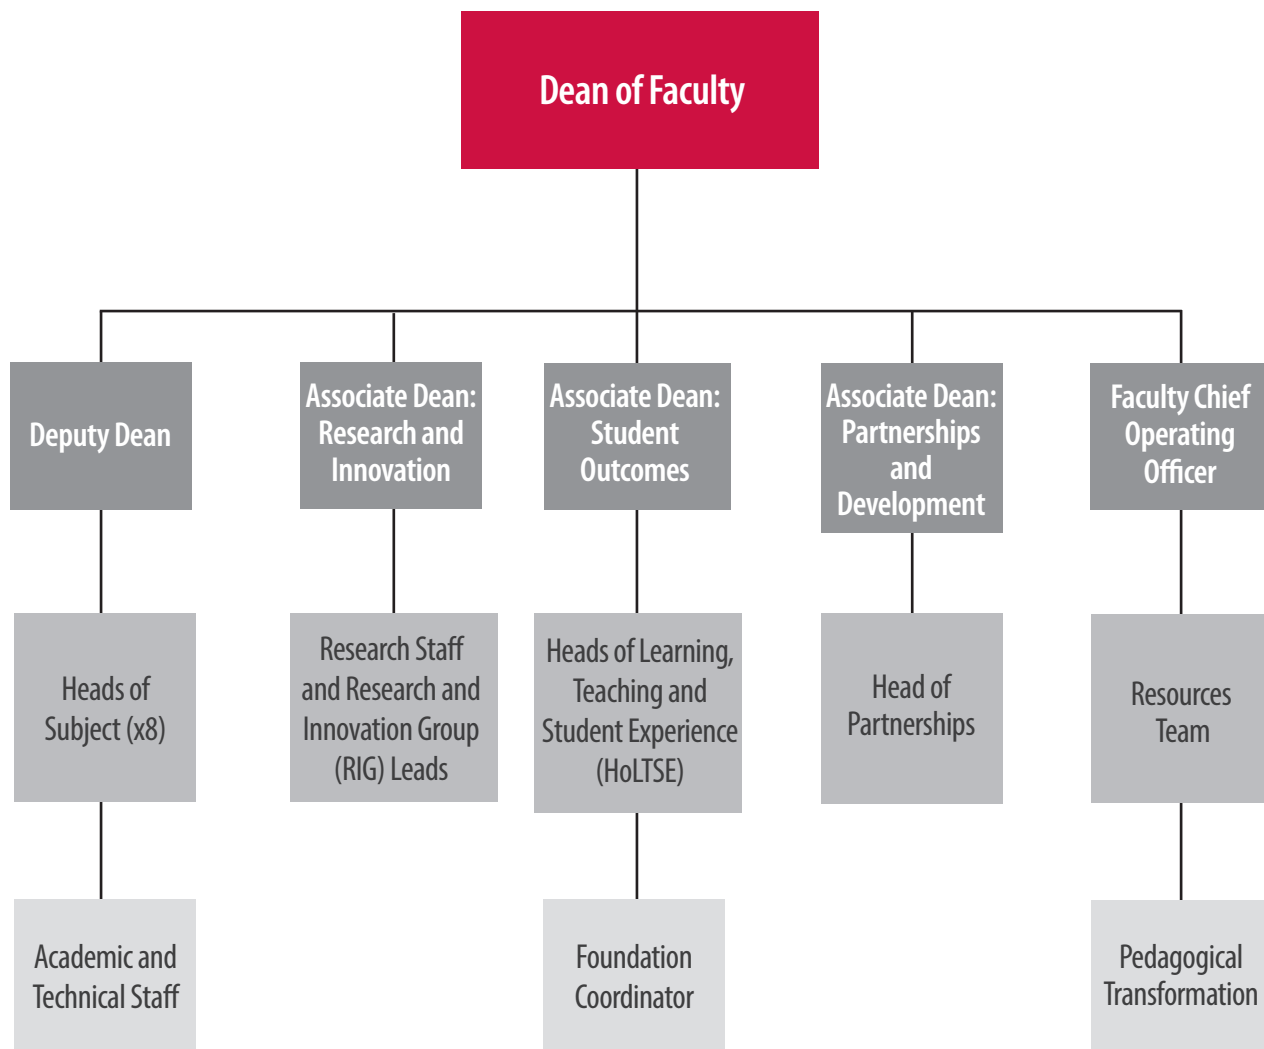 Dean of Faculty
Deputy Dean
Associate Dean:
Research and
Innovation
Associate Dean:
Student
Outcomes
Associate Dean:
Partnerships
and
Development
Faculty Chief
Operating
Officer
Heads of
Subject (x8)
Research Staff
and Research and
Innovation Group
(RIG) Leads
Heads of Learning,
Teaching and
Student Experience
(HoLTSE)
Head of
Partnerships
Resources
Team
Academic and
Technical Staff
Foundation
Coordinator
Pedagogical
Transformation